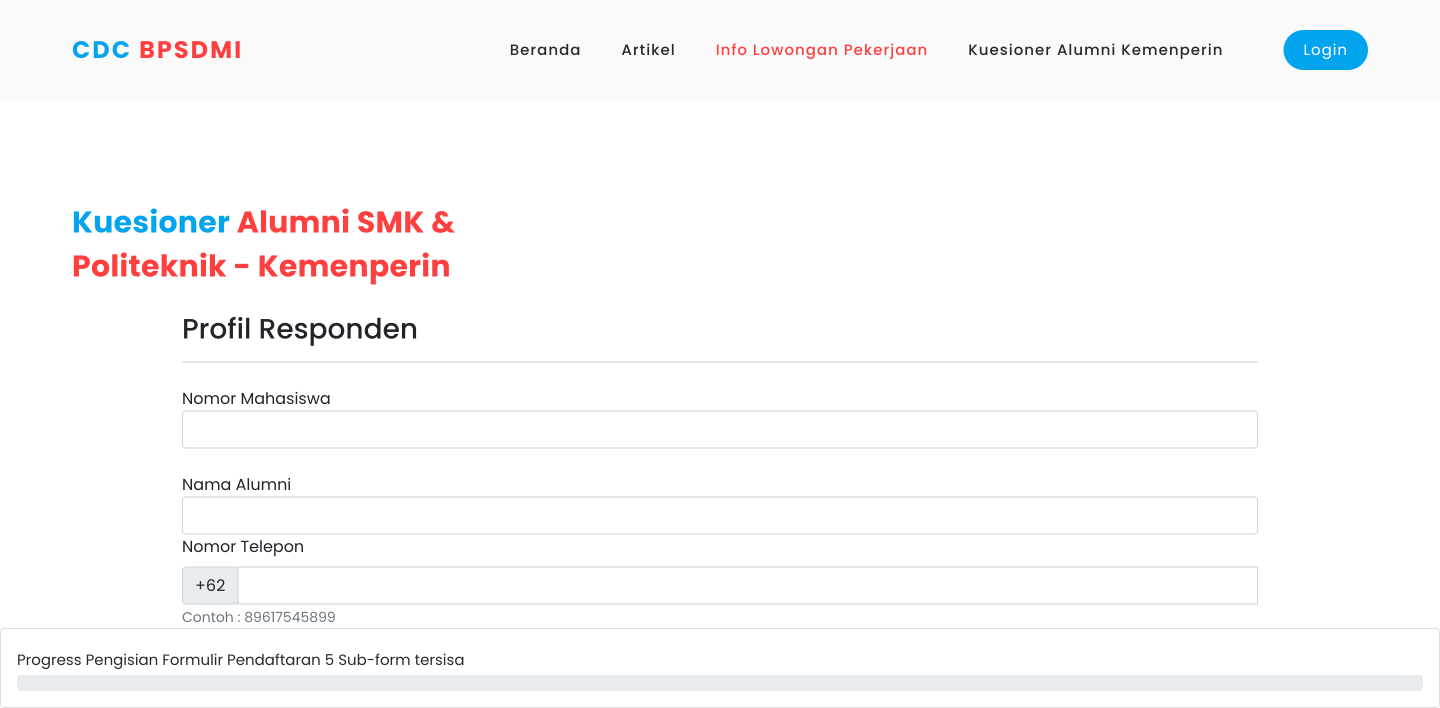 CDC BPSDMI
Beranda
Artikel
Info Lowongan Pekerjaan
Kuesioner Alumni Kemenperin
Login
Kuesioner Alumni SMK &
Politeknik - Kemenperin
Profil Responden
Nomor Mahasiswa
Nama Alumni
Nomor Telepon
+62
Contoh : 89617545899
Progress Pengisian Formulir Pendaftaran 5 Sub-form tersisa